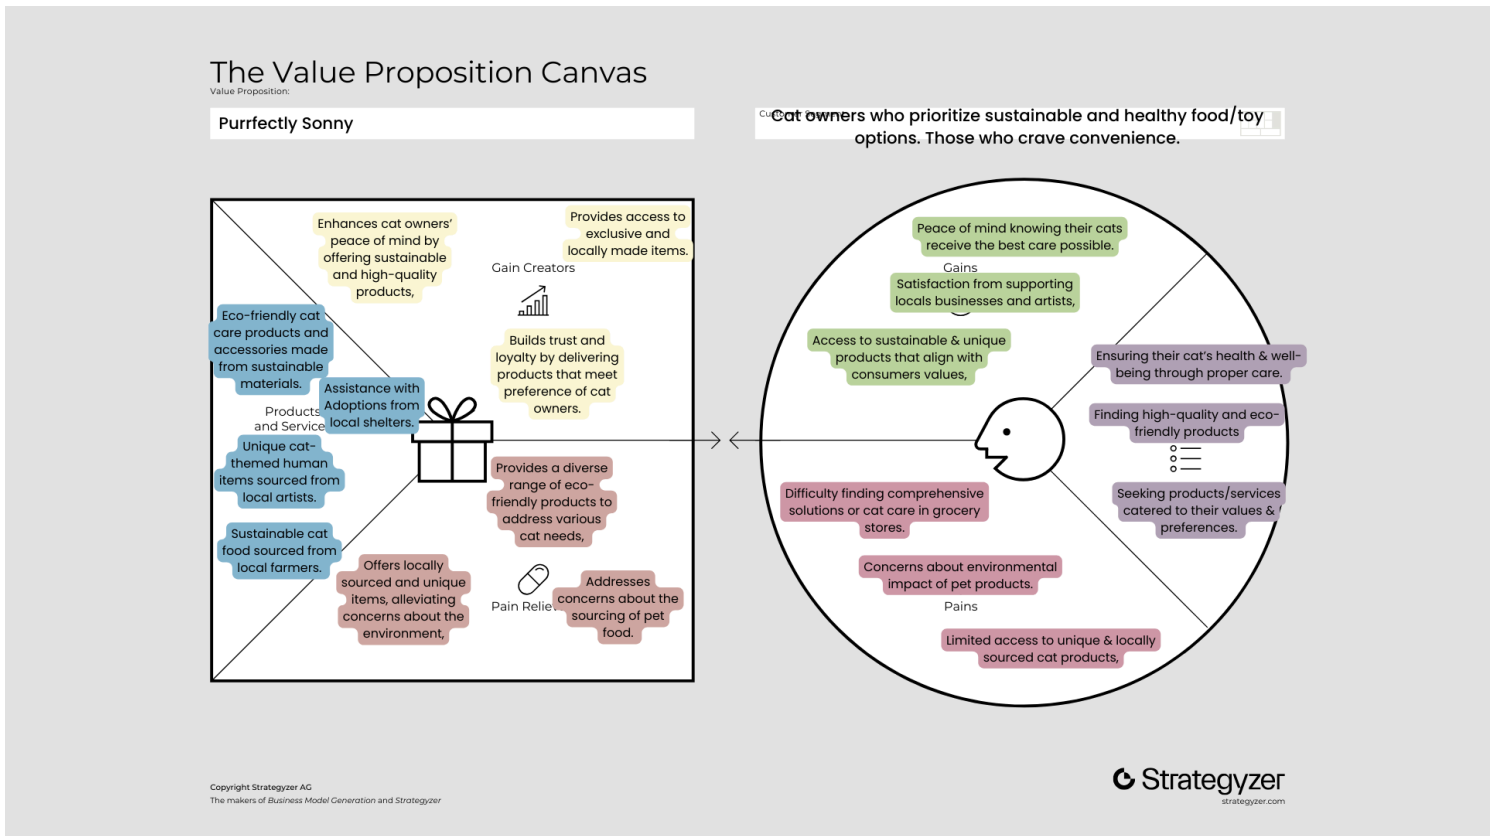 The Value Proposition Canvas
Value Proposition:
Purrfectly Sonny
Cat owners who prioritize sustainable and healthy food/toy
options. Those who crave convenience.
Enhances cat owners'
peace of mind by
offering sustainable
and high-quality
products,
Provides access to
exclusive and
locally made items.
Gain Creators
Builds trust and
loyalty by delivering
products that meet
preference of cat
owners.
Eco-friendly cat
care products and
accessories made
from sustainable
materials.
Assistance with
Adoptions from
local shelters.
Products
and Service
Unique cat-
themed human
items sourced from
local artists.
Sustainable cat
food sourced from
local farmers.
Provides a diverse
range of eco-
friendly products to
address various
cat needs,
Offers locally
sourced and unique
items, alleviating
concerns about the
environment,
Pain Relie
Addresses
concerns about the
sourcing of pet
food.
Peace of mind knowing their cats
receive the best care possible.
Gains
Satisfaction from supporting
locals businesses and artists,
Access to sustainable & unique
products that align with
consumers values,
Ensuring their cat's health & well-
being through proper care.
Finding high-quality and eco-
friendly products
Seeking products/services
catered to their values &
preferences.
Difficulty finding comprehensive
solutions or cat care in grocery
stores.
Concerns about environmental
impact of pet products.
Pains
Limited access to unique & locally
sourced cat products,
Copyright Strategyzer AG
The makers of Business Model Generation and Strategyzer
Strategyzer
strategyzer.com